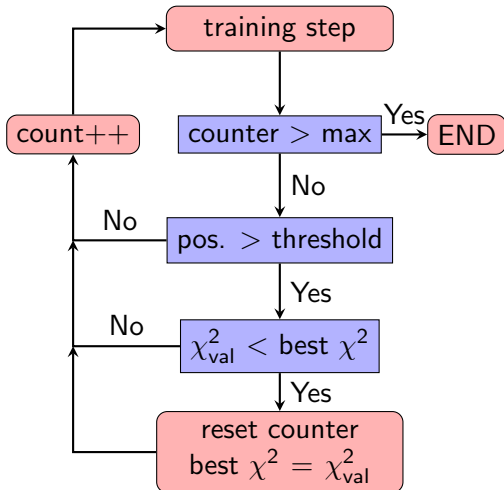 training step
Yes
count++
counter > max
END
No
No
pos. > threshold
Yes
No
χ²_val < best χ²
Yes
reset counter
best χ² = χ²_val